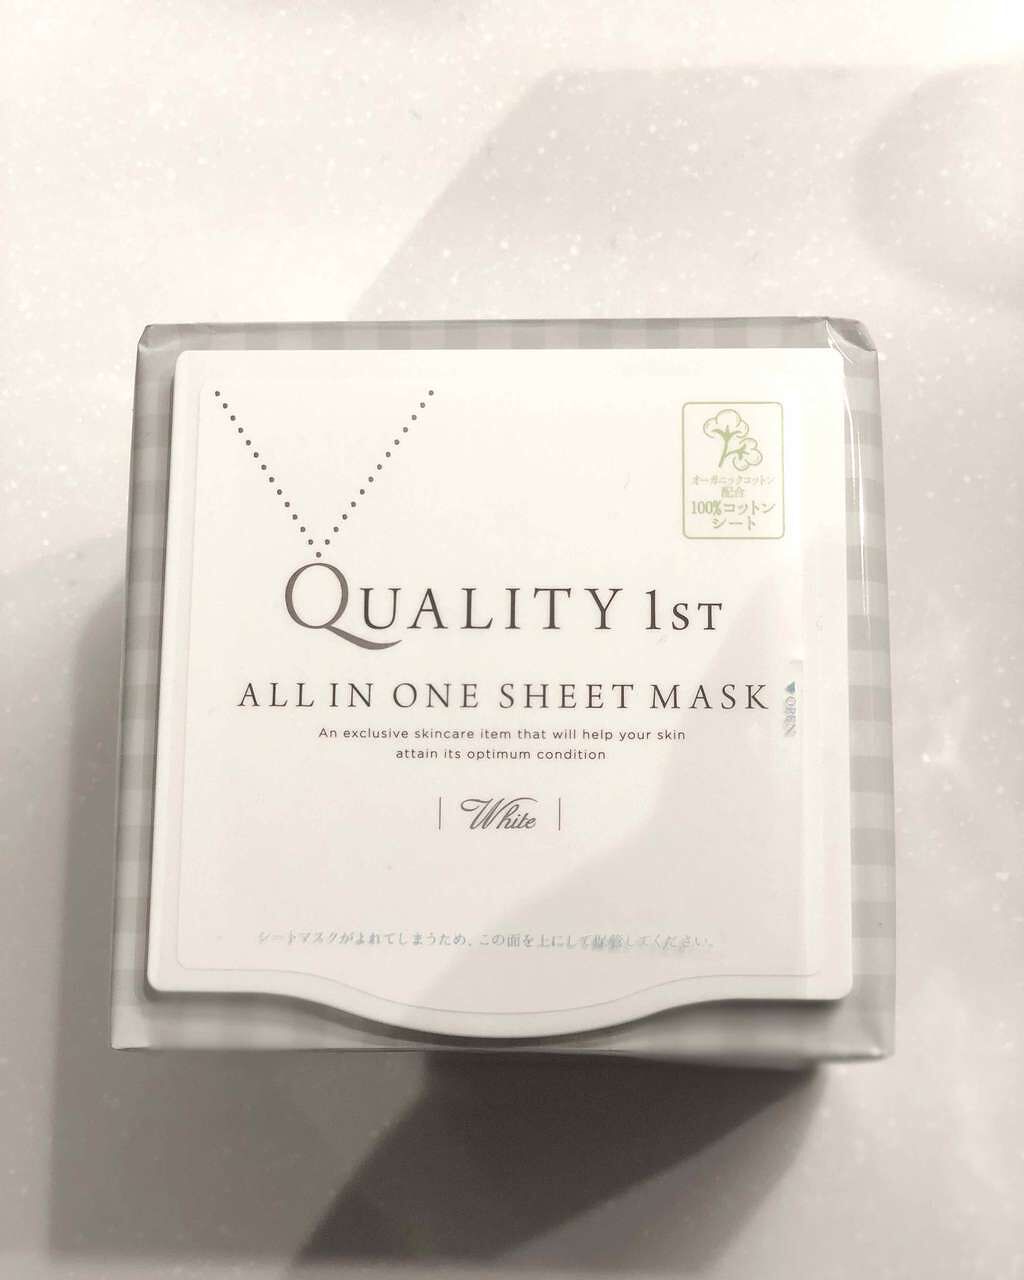 オーガニックコットン
配合
100%コットン
シート
QUALITY 1ST
ALL IN ONE SHEET MASK
OPEN
An exclusive skincare item that will help your skin
attain its optimum condition
White
シートマスクがよれてしまうため、この面を上にして保管してください。